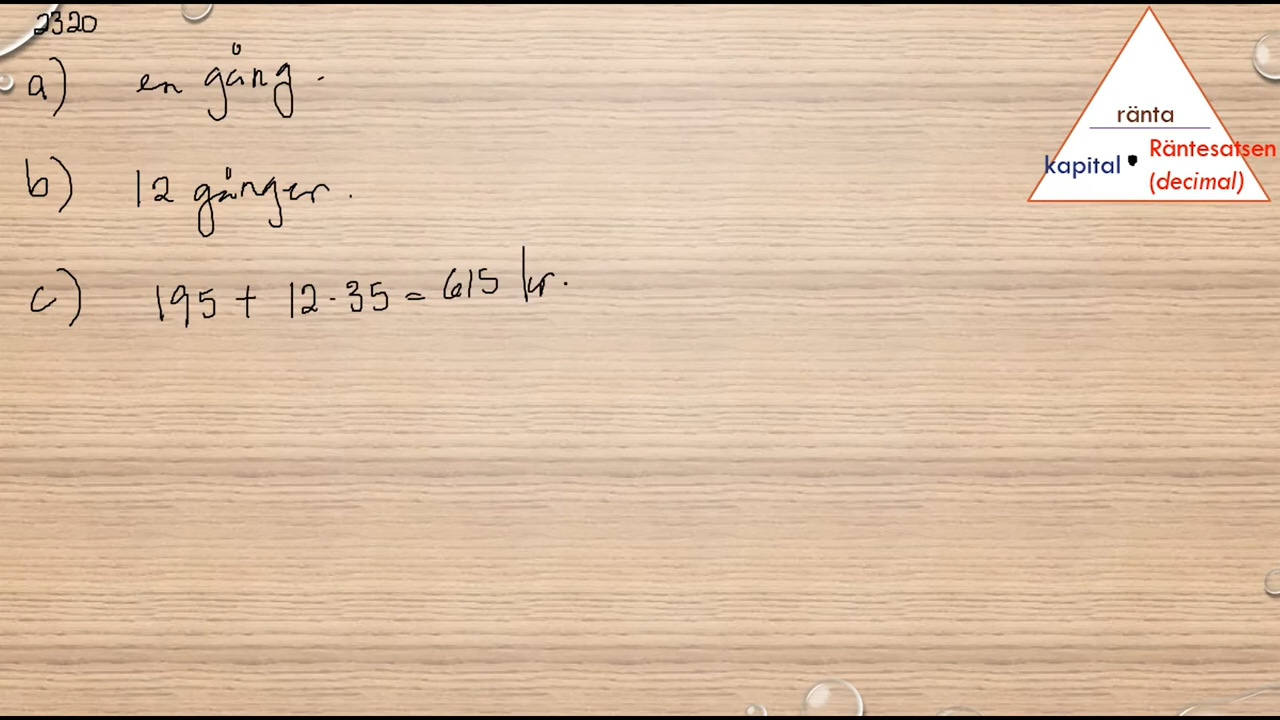 2320
a) en gång.
b) 12 gånger.
c) 195 + 12 · 35 = 615 kr.
ränta
kapital • Räntesatsen
(decimal)